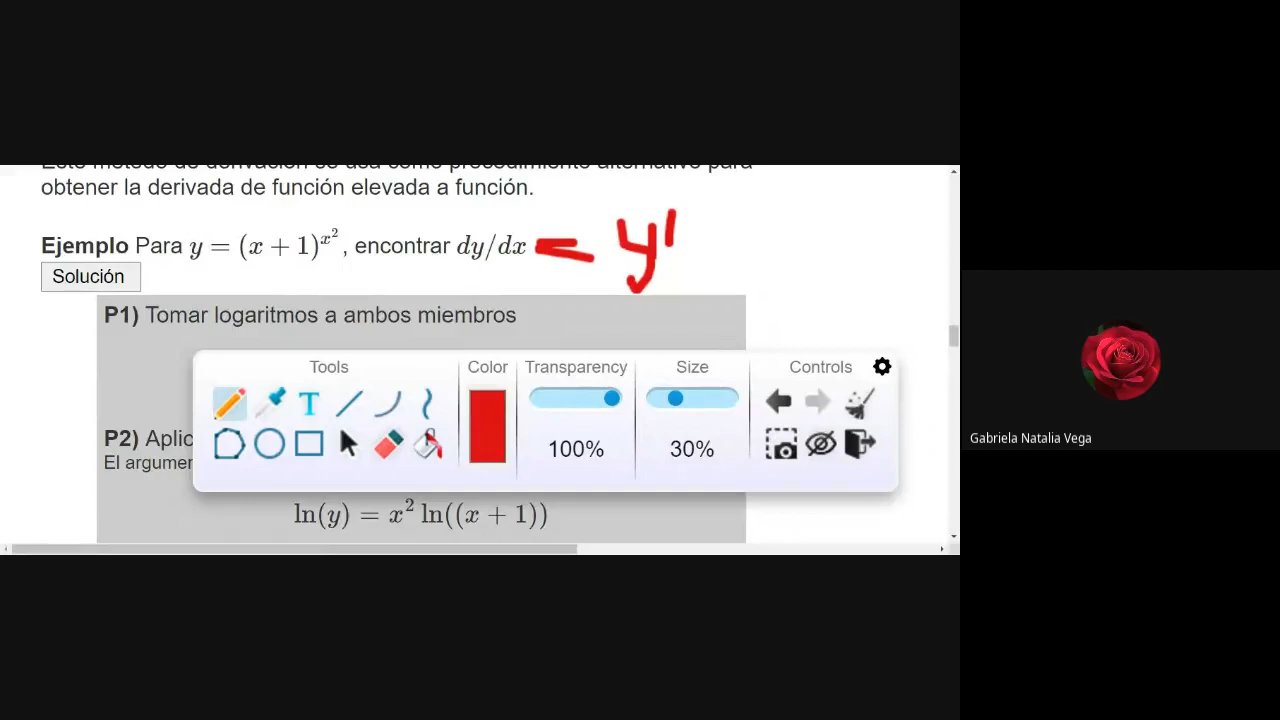 obtener la derivada de función elevada a función.
Ejemplo Para y = (x + 1)^{x^2}, encontrar dy/dx = y'
Solución
P1) Tomar logaritmos a ambos miembros
Tools Color Transparency Size Controls
T
P2) Aplic
100% 30%
El argumen
ln(y) = x^2 ln((x + 1))
Gabriela Natalia Vega